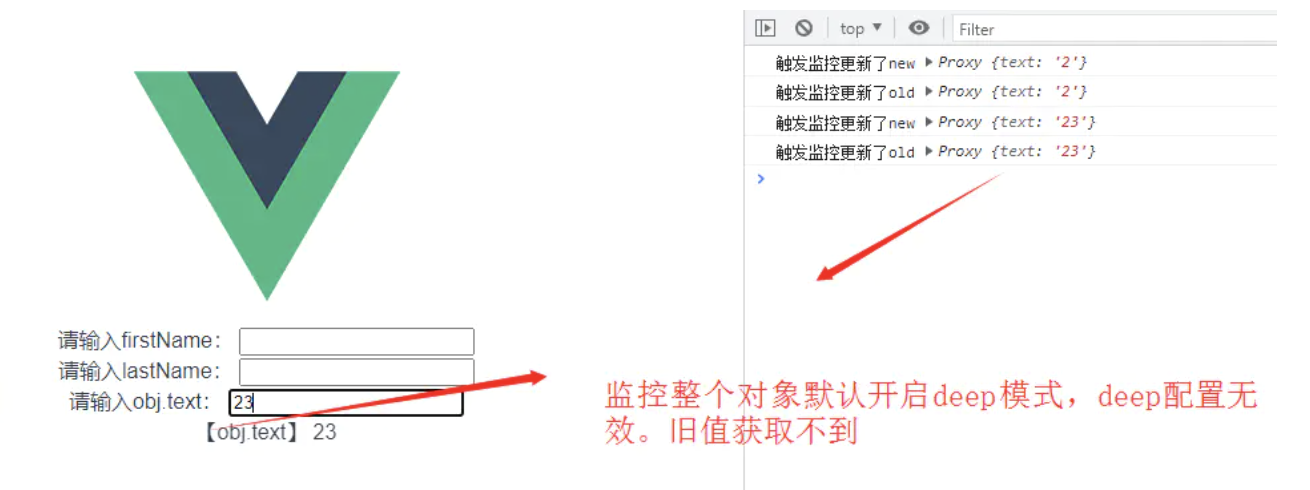 top
Filter
触发监控更新了new Proxy {text: '2'}
触发监控更新了old Proxy {text: '2'}
触发监控更新了new Proxy {text: '23'}
触发监控更新了old Proxy {text: '23'}
请输入firstName：
请输入lastName：
请输入obj.text： 23
【obj.text】 23
监控整个对象默认开启deep模式，deep配置无
效。旧值获取不到